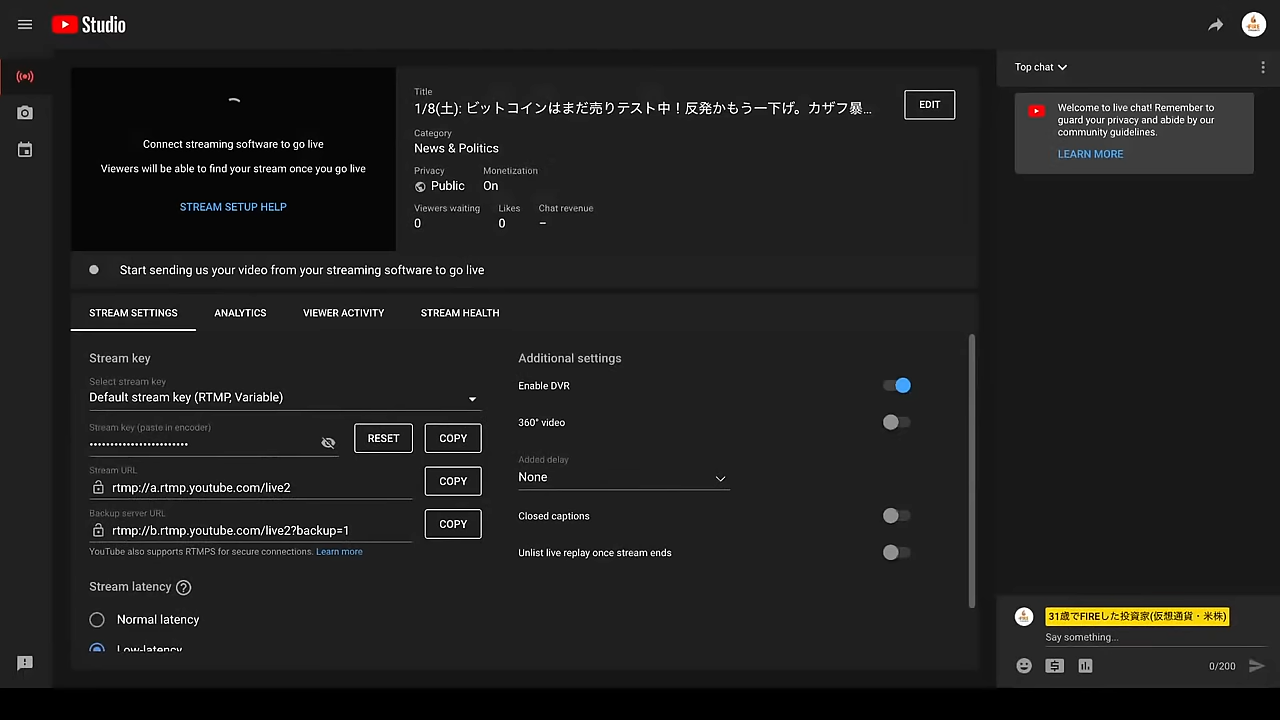 Studio
Connect streaming software to go live
Viewers will be able to find your stream once you go live
STREAM SETUP HELP
Title
1/8(土): ビットコインはまだ売りテスト中！反発かもう一下げ。カザフ暴...
EDIT
Category
News & Politics
Privacy
Monetization
Public
On
Viewers waiting
Likes
Chat revenue
0
0
–
Start sending us your video from your streaming software to go live
STREAM SETTINGS
ANALYTICS
VIEWER ACTIVITY
STREAM HEALTH
Stream key
Select stream key
Default stream key (RTMP, Variable)
Stream key (paste in encoder)
••••••••••••••••••••••••
RESET
COPY
Stream URL
rtmp://a.rtmp.youtube.com/live2
COPY
Backup server URL
rtmp://b.rtmp.youtube.com/live2?backup=1
COPY
YouTube also supports RTMPS for secure connections. Learn more
Stream latency
Normal latency
Low-latency
Additional settings
Enable DVR
360° video
Added delay
None
Closed captions
Unlist live replay once stream ends
Top chat
Welcome to live chat! Remember to
guard your privacy and abide by our
community guidelines.
LEARN MORE
31歳でFIREした投資家(仮想通貨・米株)
Say something...
0/200